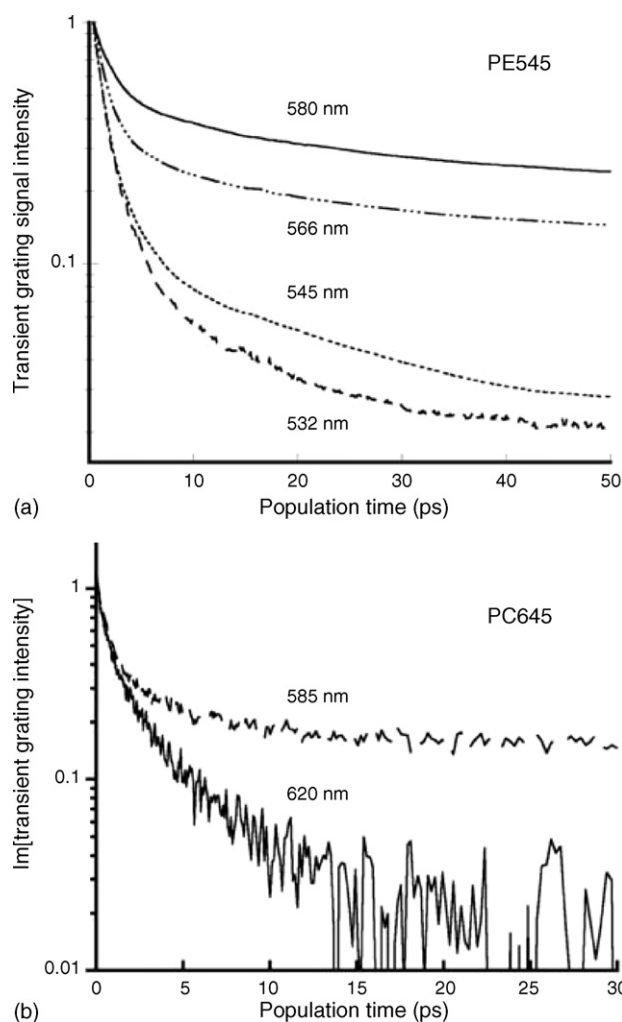 1
PE545
580 nm
Transient grating signal intensity
566 nm
0.1
545 nm
532 nm
0 10 20 30 40 50
(a) Population time (ps)
1
PC645
Im[transient grating intensity]
585 nm
0.1
620 nm
0.01
0 5 10 15 20 25 30
(b) Population time (ps)